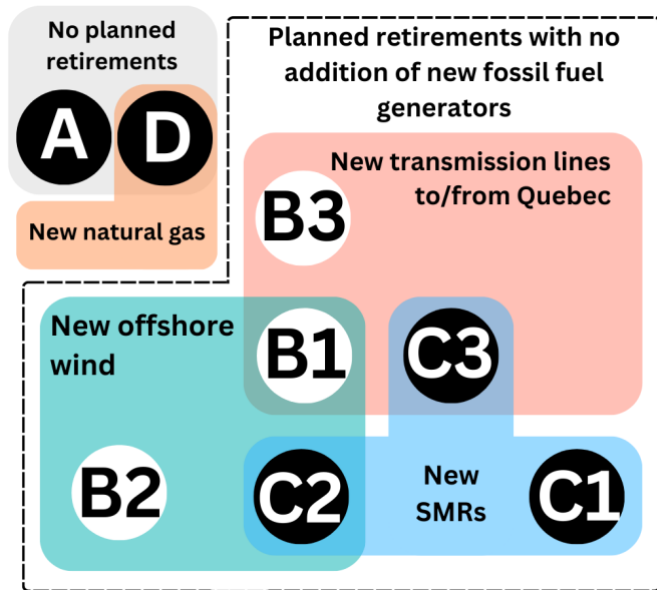 No planned
retirements
A
D
New natural gas
Planned retirements with no
addition of new fossil fuel
generators
New transmission lines
to/from Quebec
B3
New offshore
wind
B1
C3
B2
C2
New
SMRs
C1